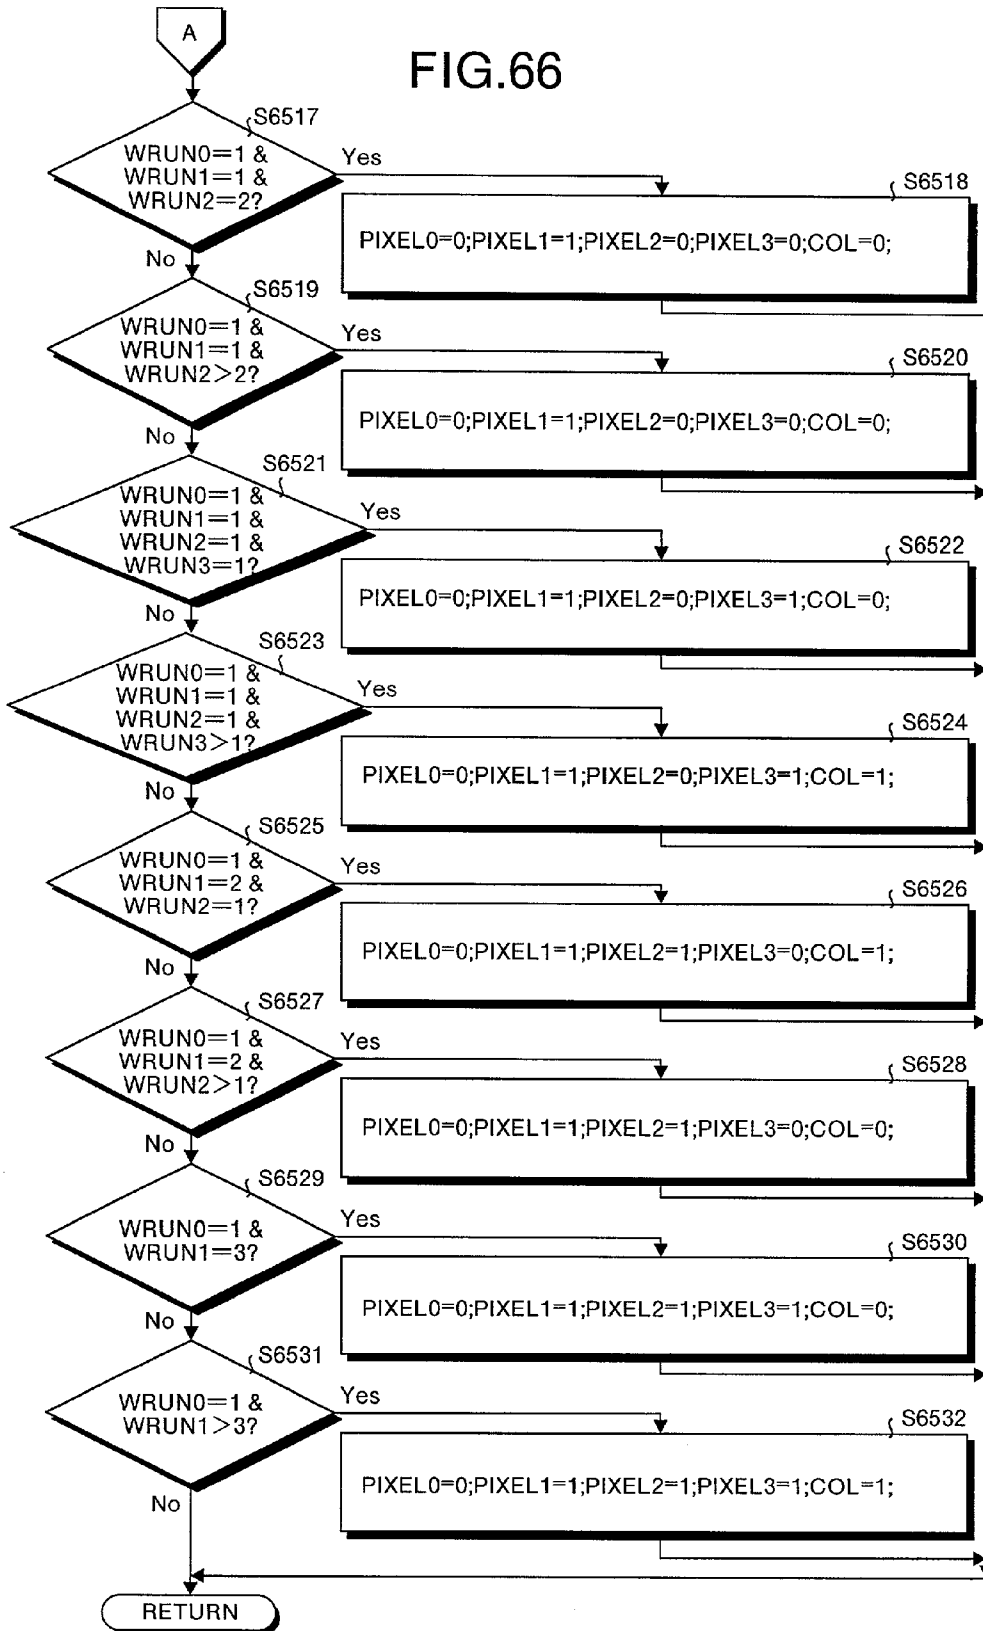 A
FIG.66
S6517
WRUN0=1 &
WRUN1=1 &
WRUN2=2?
Yes
S6518
PIXEL0=0;PIXEL1=1;PIXEL2=0;PIXEL3=0;COL=0;
No
S6519
WRUN0=1 &
WRUN1=1 &
WRUN2>2?
Yes
S6520
PIXEL0=0;PIXEL1=1;PIXEL2=0;PIXEL3=0;COL=0;
No
S6521
WRUN0=1 &
WRUN1=1 &
WRUN2=1 &
WRUN3=1?
Yes
S6522
PIXEL0=0;PIXEL1=1;PIXEL2=0;PIXEL3=1;COL=0;
No
S6523
WRUN0=1 &
WRUN1=1 &
WRUN2=1 &
WRUN3>1?
Yes
S6524
PIXEL0=0;PIXEL1=1;PIXEL2=0;PIXEL3=1;COL=1;
No
S6525
WRUN0=1 &
WRUN1=2 &
WRUN2=1?
Yes
S6526
PIXEL0=0;PIXEL1=1;PIXEL2=1;PIXEL3=0;COL=1;
No
S6527
WRUN0=1 &
WRUN1=2 &
WRUN2>1?
Yes
S6528
PIXEL0=0;PIXEL1=1;PIXEL2=1;PIXEL3=0;COL=0;
No
S6529
WRUN0=1 &
WRUN1=3?
Yes
S6530
PIXEL0=0;PIXEL1=1;PIXEL2=1;PIXEL3=1;COL=0;
No
S6531
WRUN0=1 &
WRUN1>3?
Yes
S6532
PIXEL0=0;PIXEL1=1;PIXEL2=1;PIXEL3=1;COL=1;
No
RETURN